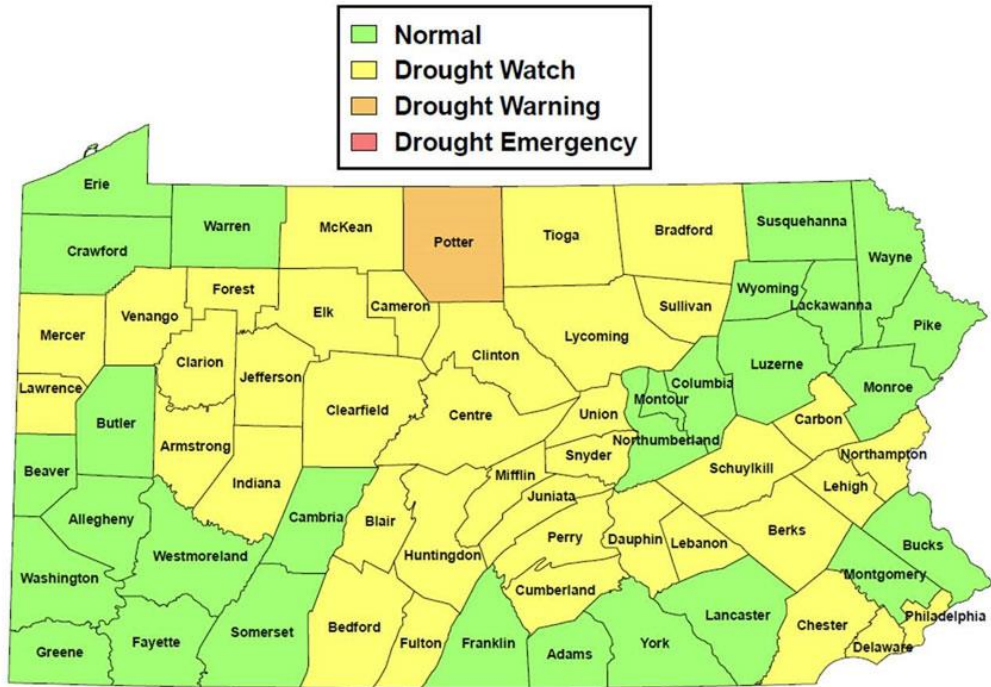 Normal
Drought Watch
Drought Warning
Drought Emergency
Erie
Warren
McKean
Potter
Tioga
Bradford
Susquehanna
Wayne
Crawford
Forest
Elk
Cameron
Sullivan
Wyoming
Lackawanna
Pike
Mercer
Venango
Clarion
Jefferson
Clinton
Lycoming
Luzerne
Monroe
Lawrence
Butler
Clearfield
Centre
Union
Montour
Columbia
Carbon
Armstrong
Snyder
Northumberland
Northampton
Beaver
Indiana
Mifflin
Schuylkill
Lehigh
Allegheny
Cambria
Blair
Juniata
Westmoreland
Huntingdon
Perry
Dauphin
Lebanon
Berks
Bucks
Washington
Cumberland
Montgomery
Greene
Fayette
Somerset
Bedford
Fulton
Franklin
Adams
York
Lancaster
Chester
Delaware
Philadelphia